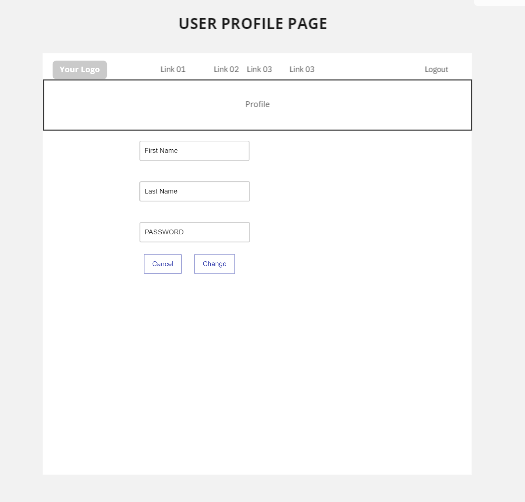 USER PROFILE PAGE
Your Logo Link 01 Link 02 Link 03 Link 03 Logout
Profile
First Name
Last Name
PASSWORD
Cancel Change